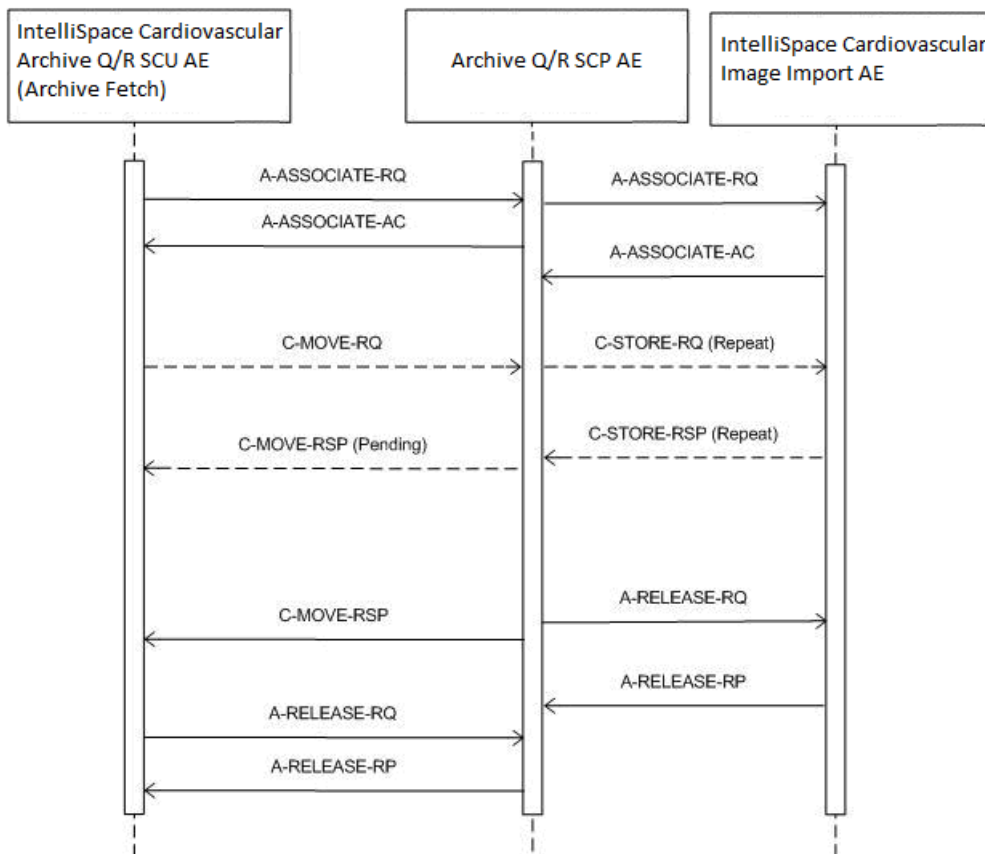 IntelliSpace Cardiovascular
Archive Q/R SCU AE
(Archive Fetch)
Archive Q/R SCP AE
IntelliSpace Cardiovascular
Image Import AE
A-ASSOCIATE-RQ
A-ASSOCIATE-RQ
A-ASSOCIATE-AC
A-ASSOCIATE-AC
C-MOVE-RQ
C-STORE-RQ (Repeat)
C-MOVE-RSP (Pending)
C-STORE-RSP (Repeat)
C-MOVE-RSP
A-RELEASE-RQ
A-RELEASE-RP
A-RELEASE-RQ
A-RELEASE-RP